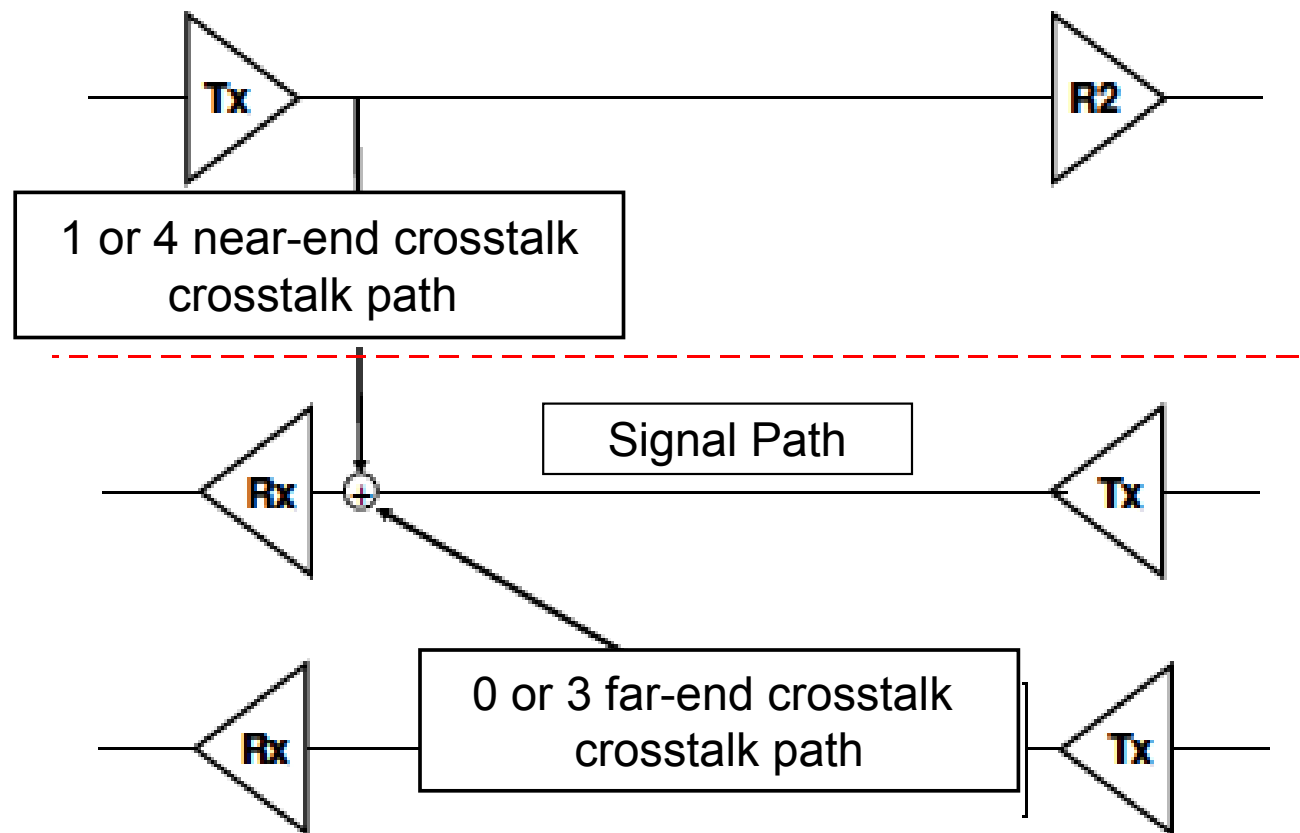 Tx
R2
1 or 4 near-end crosstalk
crosstalk path
Signal Path
Rx
+
Tx
0 or 3 far-end crosstalk
crosstalk path
Rx
Tx